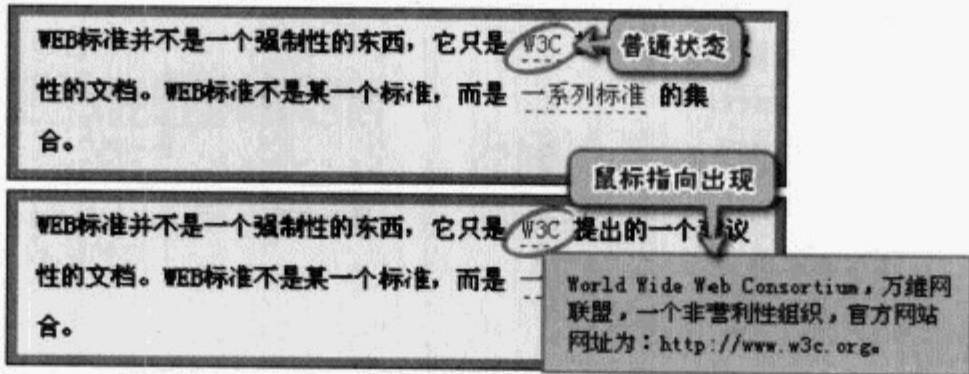 WEB标准并不是一个强制性的东西，它只是 W3C
普通状态
性的文档。WEB标准不是某一个标准，而是 一系列标准 的集
合。
鼠标指向出现
WEB标准并不是一个强制性的东西，它只是 W3C 提出的一个建议
性的文档。WEB标准不是某一个标准，而是
合。
World Wide Web Consortium，万维网
联盟，一个非营利性组织，官方网站
网址为：http://www.w3c.org。